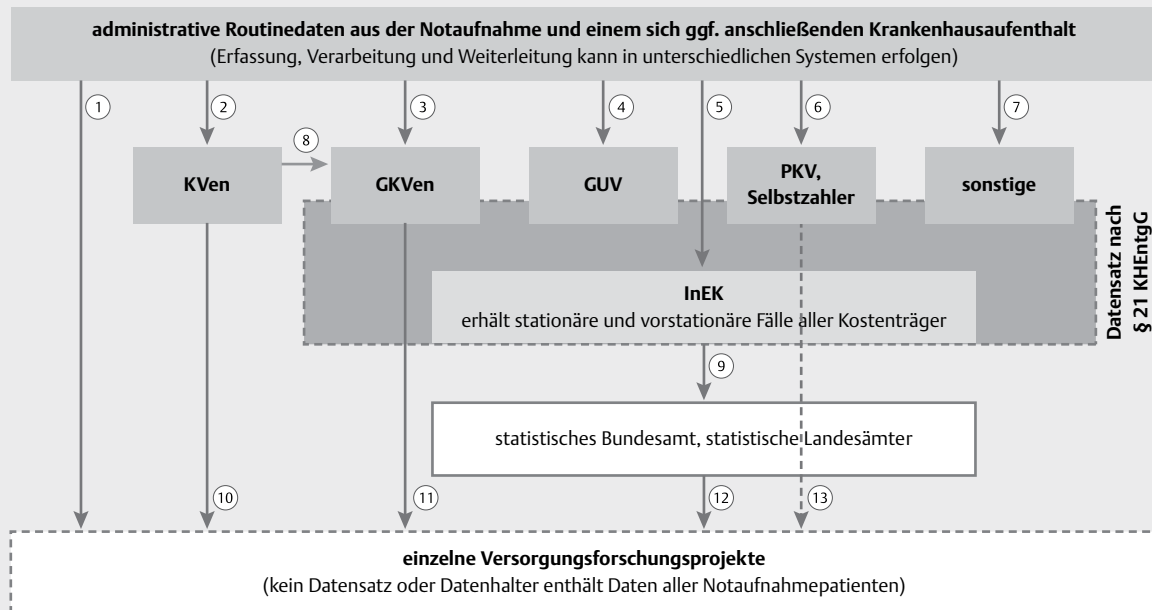 administrative Routinedaten aus der Notaufnahme und einem sich ggf. anschließenden Krankenhausaufenthalt
(Erfassung, Verarbeitung und Weiterleitung kann in unterschiedlichen Systemen erfolgen)
1
2
3
4
5
6
7
8
KVen
GKVen
GUV
PKV,
Selbstzahler
sonstige
Datensatz nach
§ 21 KHEntgG
InEK
erhält stationäre und vorstationäre Fälle aller Kostenträger
9
statistisches Bundesamt, statistische Landesämter
10
11
12
13
einzelne Versorgungsforschungsprojekte
(kein Datensatz oder Datenhalter enthält Daten aller Notaufnahmepatienten)